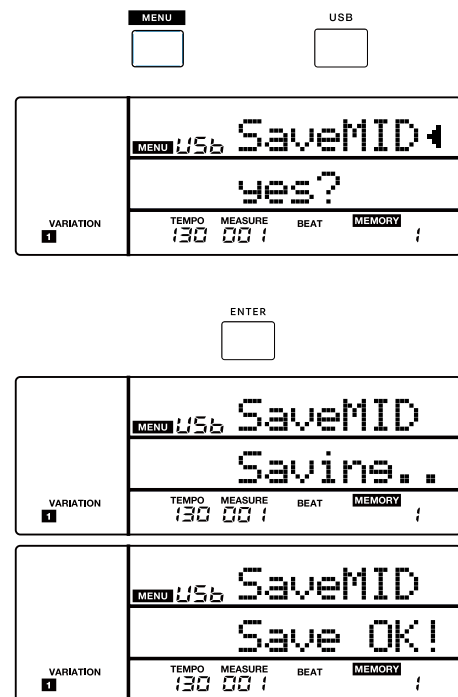 MENU USB
MENU USb SaveMID
yes?
VARIATION TEMPO MEASURE BEAT MEMORY
1 130 001 1
ENTER
MENU USb SaveMID
Saving..
VARIATION TEMPO MEASURE BEAT MEMORY
1 130 001 1
MENU USb SaveMID
Save OK!
VARIATION TEMPO MEASURE BEAT MEMORY
1 130 001 1